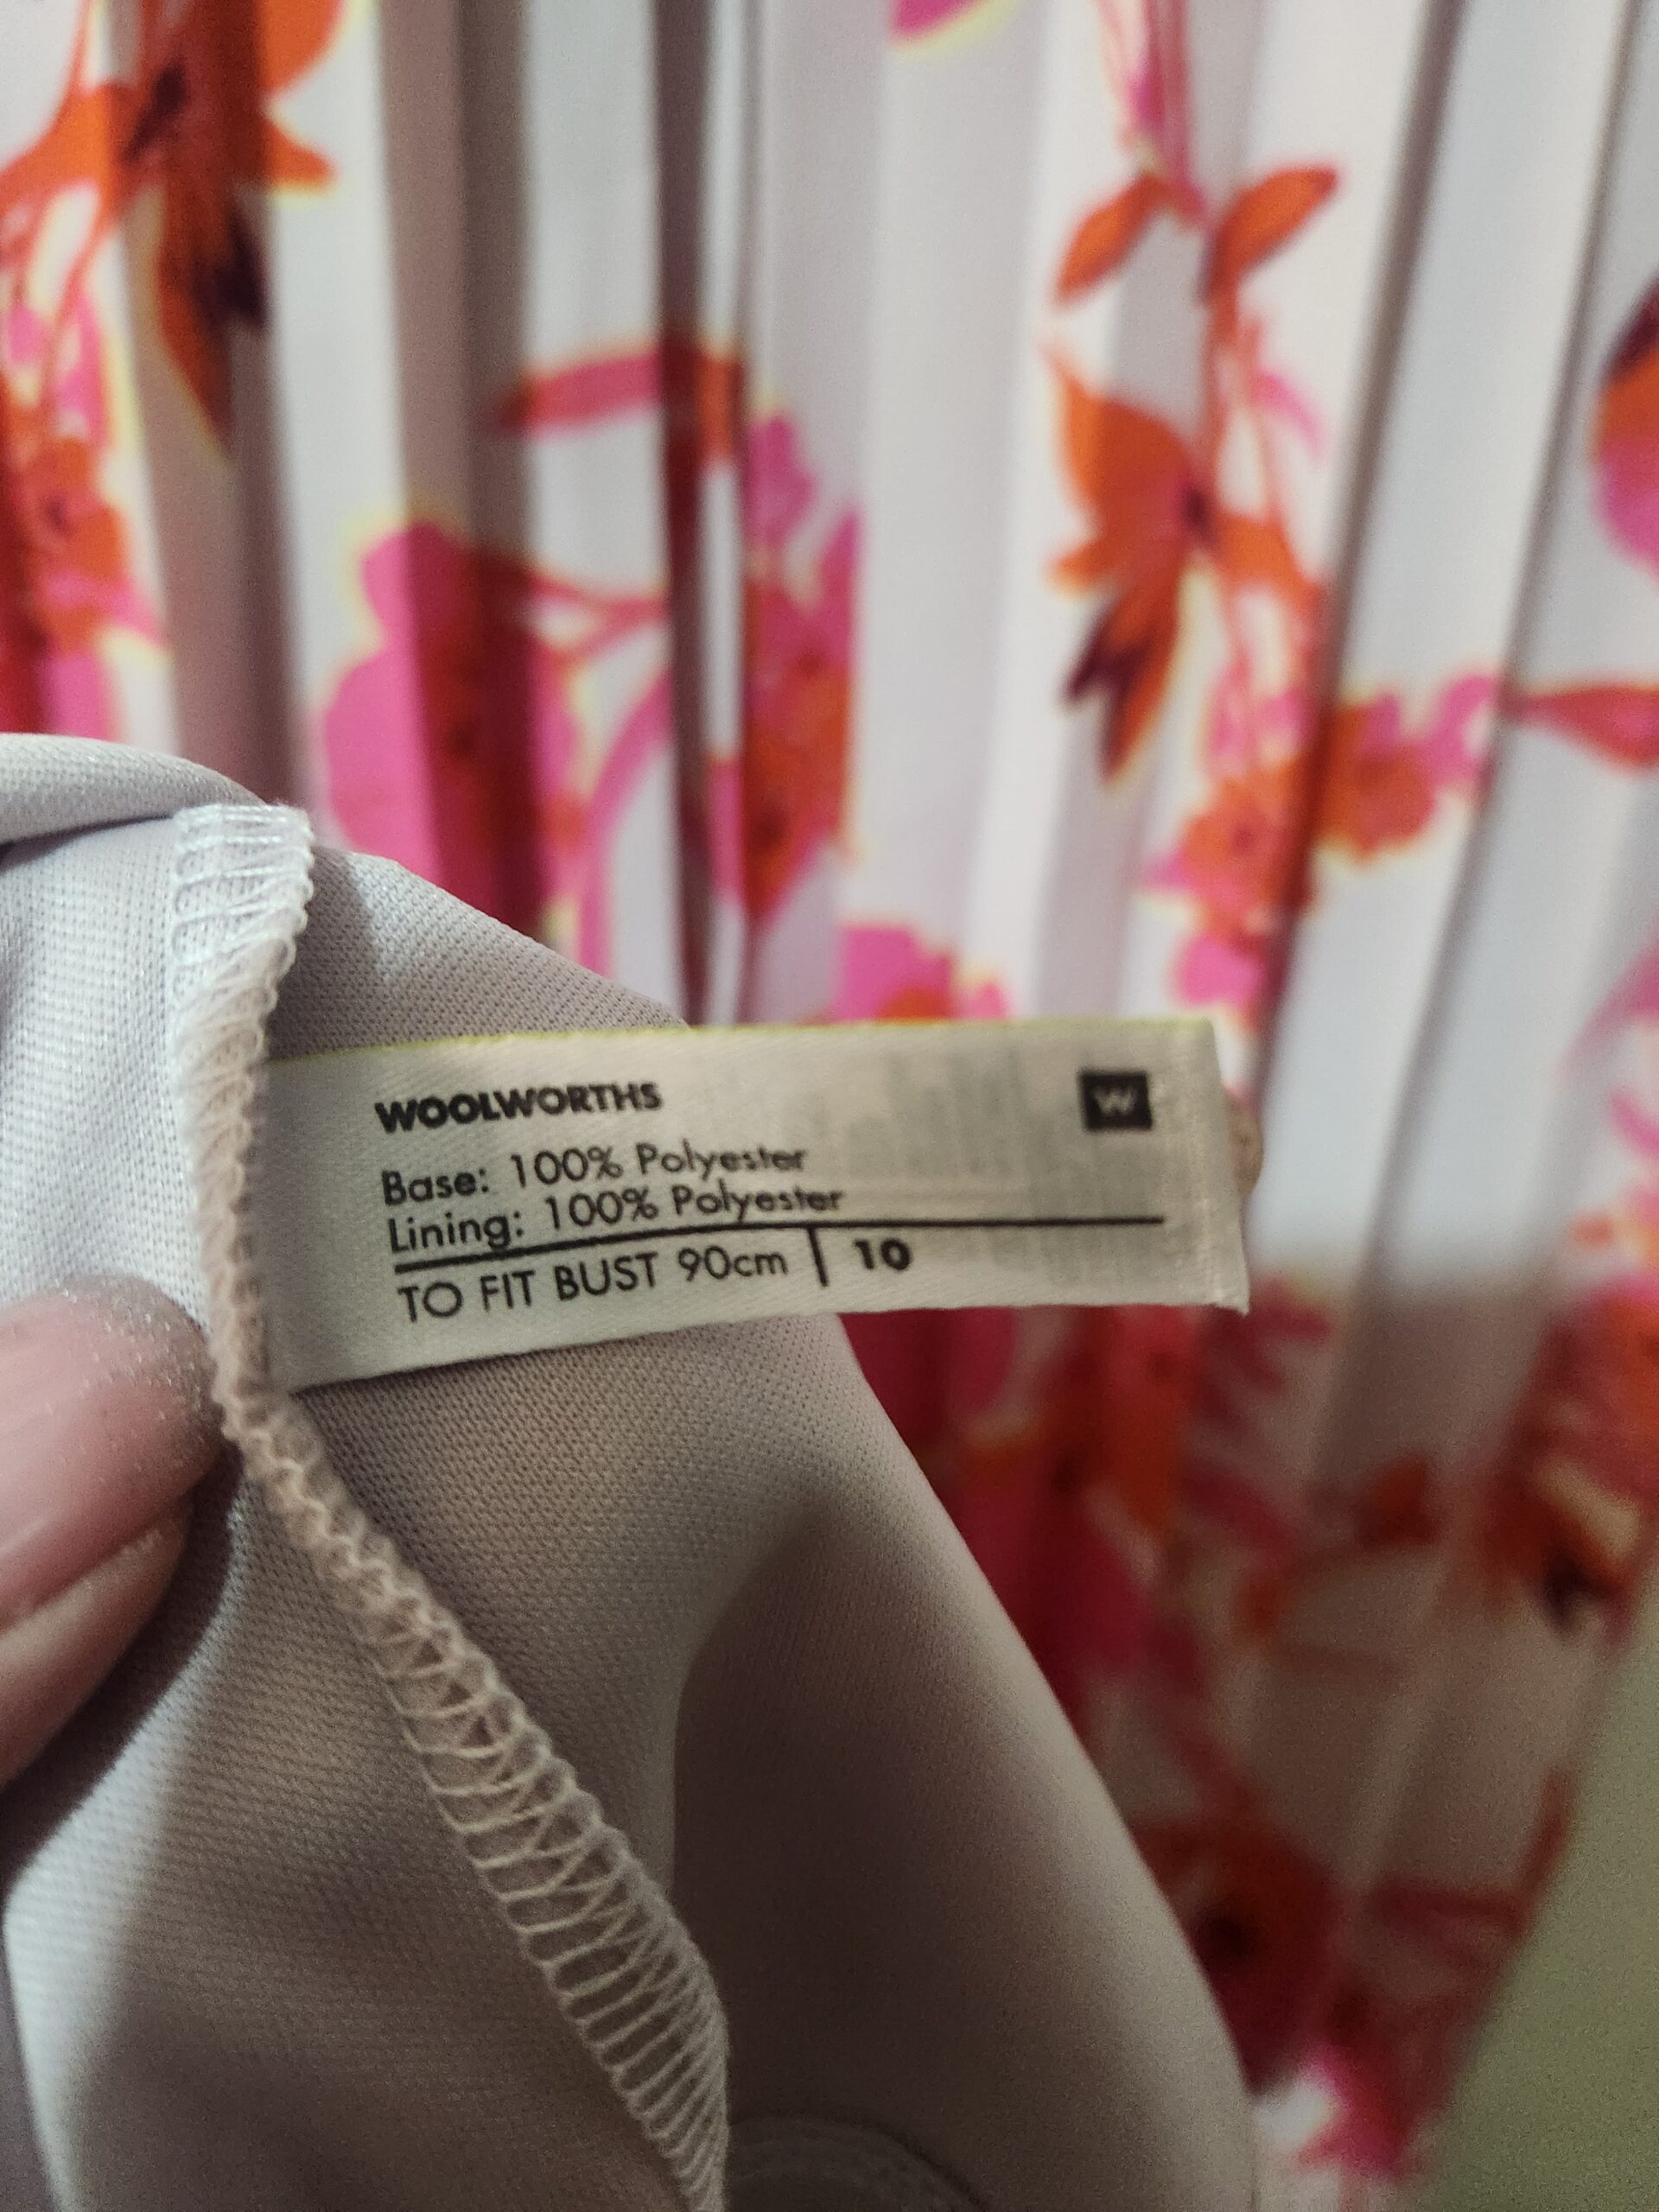 WOOLWORTHS
W
Base: 100% Polyester
Lining: 100% Polyester
TO FIT BUST 90cm | 10